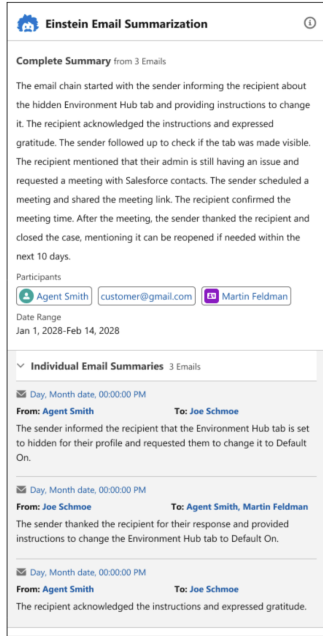 Einstein Email Summarization
Complete Summary from 3 Emails
The email chain started with the sender informing the recipient about
the hidden Environment Hub tab and providing instructions to change
it. The recipient acknowledged the instructions and expressed
gratitude. The sender followed up to check if the tab was made visible.
The recipient mentioned that their admin is still having an issue and
requested a meeting with Salesforce contacts. The sender scheduled a
meeting and shared the meeting link. The recipient confirmed the
meeting time. After the meeting, the sender thanked the recipient and
closed the case, mentioning it can be reopened if needed within the
next 10 days.
Participants
Agent Smith customer@gmail.com Martin Feldman
Date Range
Jan 1, 2028-Feb 14, 2028
Individual Email Summaries 3 Emails
Day, Month date, 00:00:00 PM
From: Agent Smith To: Joe Schmoe
The sender informed the recipient that the Environment Hub tab is set
to hidden for their profile and requested them to change it to Default
On.
Day, Month date, 00:00:00 PM
From: Joe Schmoe To: Agent Smith, Martin Feldman
The sender thanked the recipient for their response and provided
instructions to change the Environment Hub tab to Default On.
Day, Month date, 00:00:00 PM
From: Agent Smith To: Joe Schmoe
The recipient acknowledged the instructions and expressed gratitude.